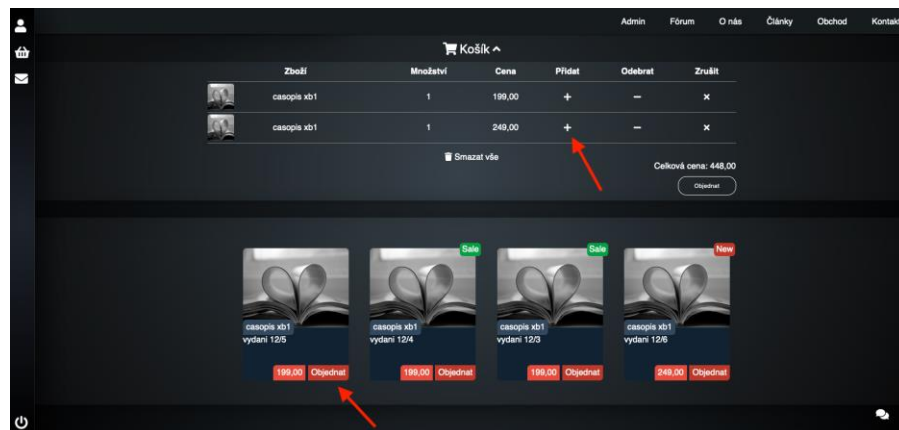 Admin Fórum O nás Články Obchod Kontakt
Košík
Zboží Množství Cena Přidat Odebrat Zrušit
casopis xb1 1 199,00 + − ×
casopis xb1 1 249,00 + − ×
Smazat vše
Celková cena: 448,00
Objednat
Sale
Sale
New
casopis xb1
vydani 12/5
199,00 Objednat
casopis xb1
vydani 12/4
199,00 Objednat
casopis xb1
vydani 12/3
199,00 Objednat
casopis xb1
vydani 12/6
249,00 Objednat